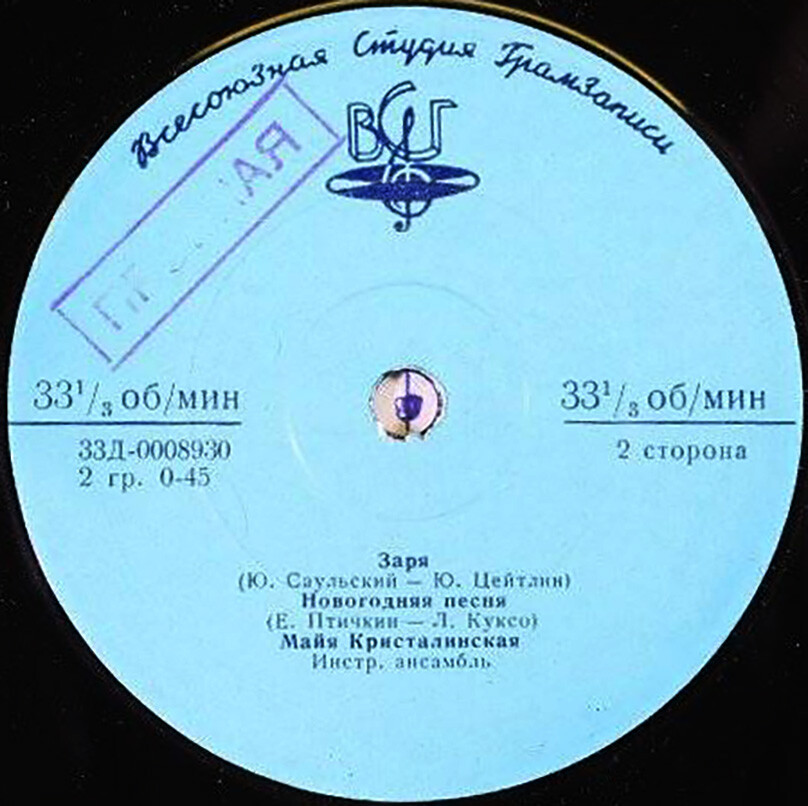 Всесоюзная Студия Грамзаписи
ВСГ
33¹/₃ об/мин
33Д-0008930
2 гр. 0-45
33¹/₃ об/мин
2 сторона
Заря
(Ю. Саульский — Ю. Цейтлин)
Новогодняя песня
(Е. Птичкин — Л. Куксо)
Майя Кристалинская
Инстр. ансамбль